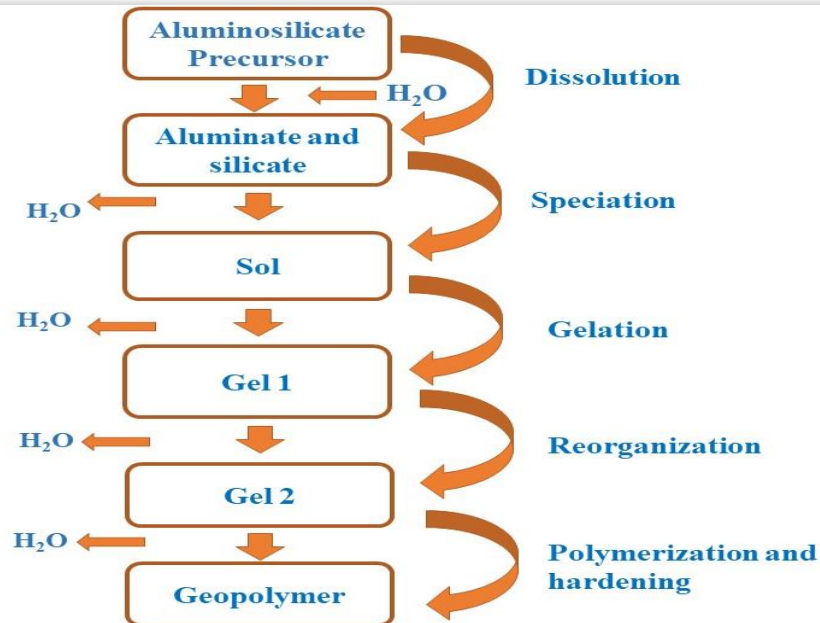 Aluminosilicate
Precursor
H₂O
Dissolution
Aluminate and
silicate
H₂O
Speciation
Sol
H₂O
Gelation
Gel 1
H₂O
Reorganization
Gel 2
H₂O
Polymerization and
hardening
Geopolymer